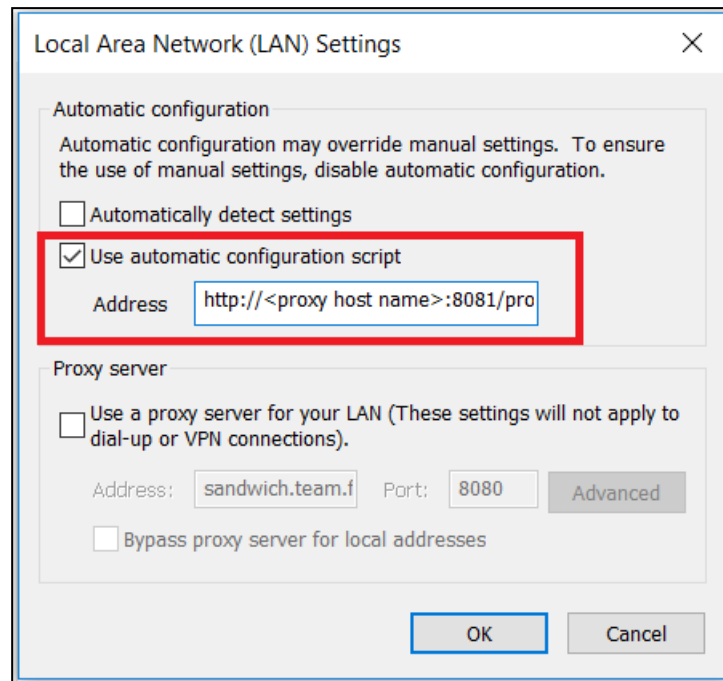 Local Area Network (LAN) Settings
Automatic configuration
Automatic configuration may override manual settings. To ensure
the use of manual settings, disable automatic configuration.
Automatically detect settings
Use automatic configuration script
Address http://<proxy host name>:8081/pro
Proxy server
Use a proxy server for your LAN (These settings will not apply to
dial-up or VPN connections).
Address: sandwich.team.f Port: 8080 Advanced
Bypass proxy server for local addresses
OK Cancel